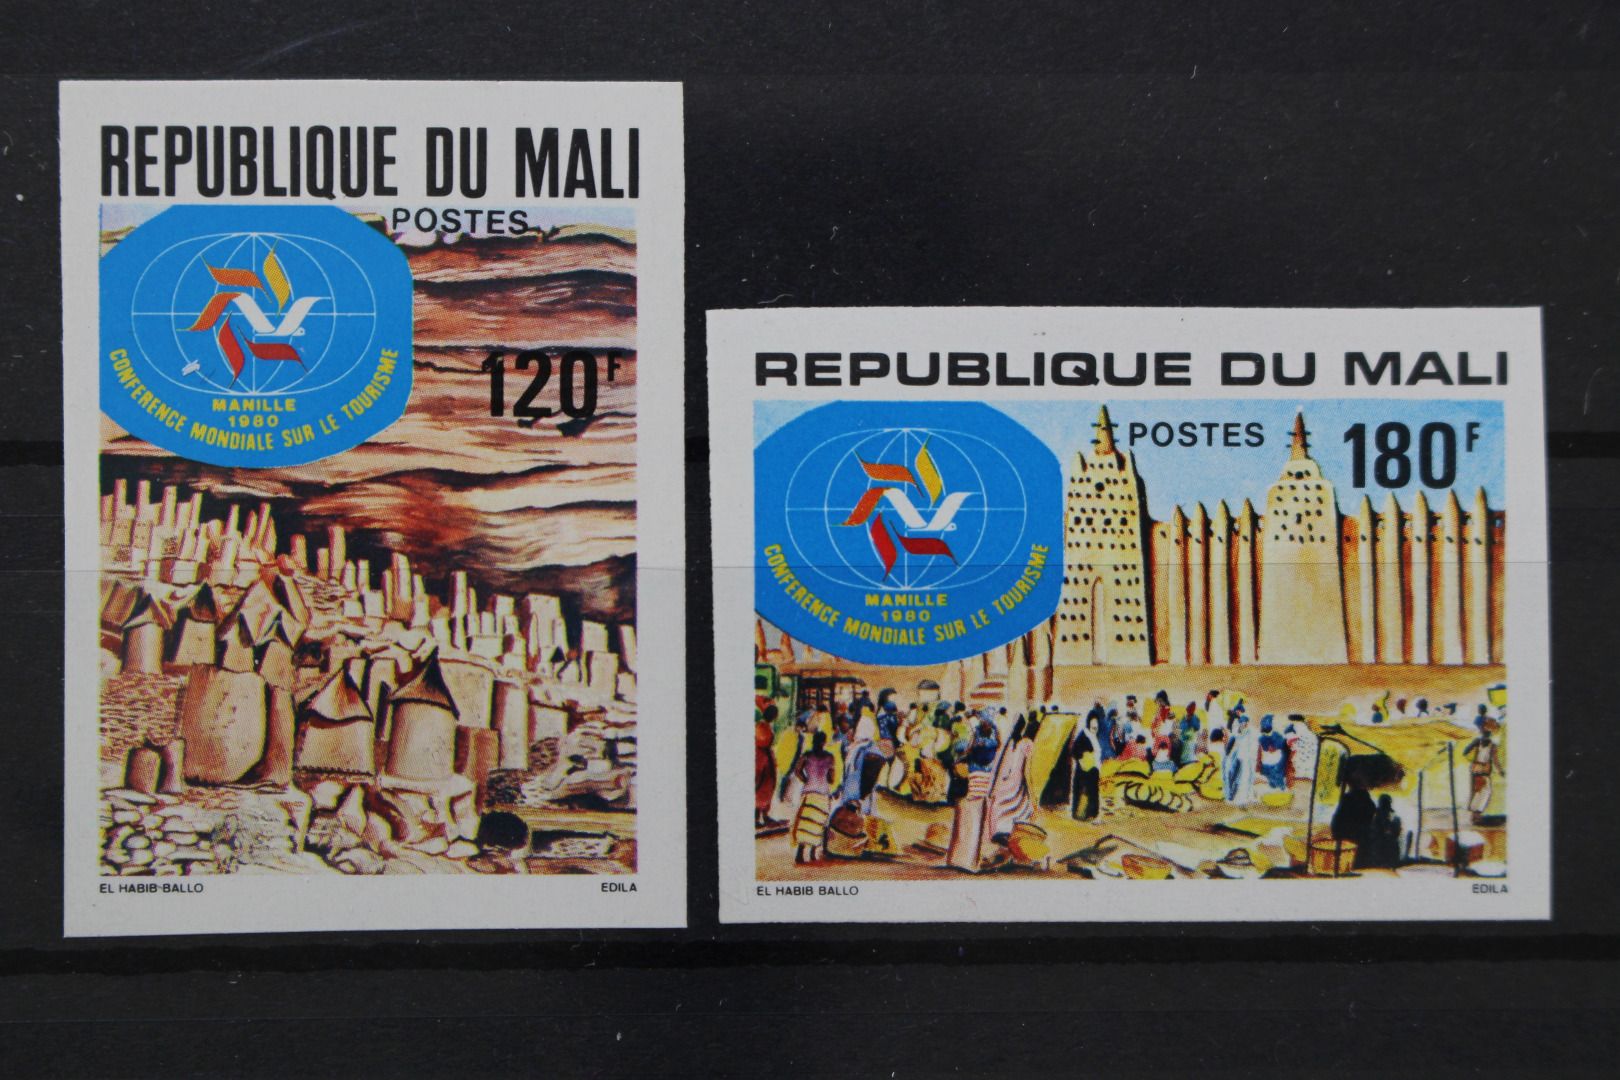 REPUBLIQUE DU MALI
POSTES
120F
MANILLE
1980
CONFERENCE MONDIALE SUR LE TOURISME
EL HABIB BALLO
EDILA
REPUBLIQUE DU MALI
POSTES
180F
MANILLE
1980
CONFERENCE MONDIALE SUR LE TOURISME
EL HABIB BALLO
EDILA